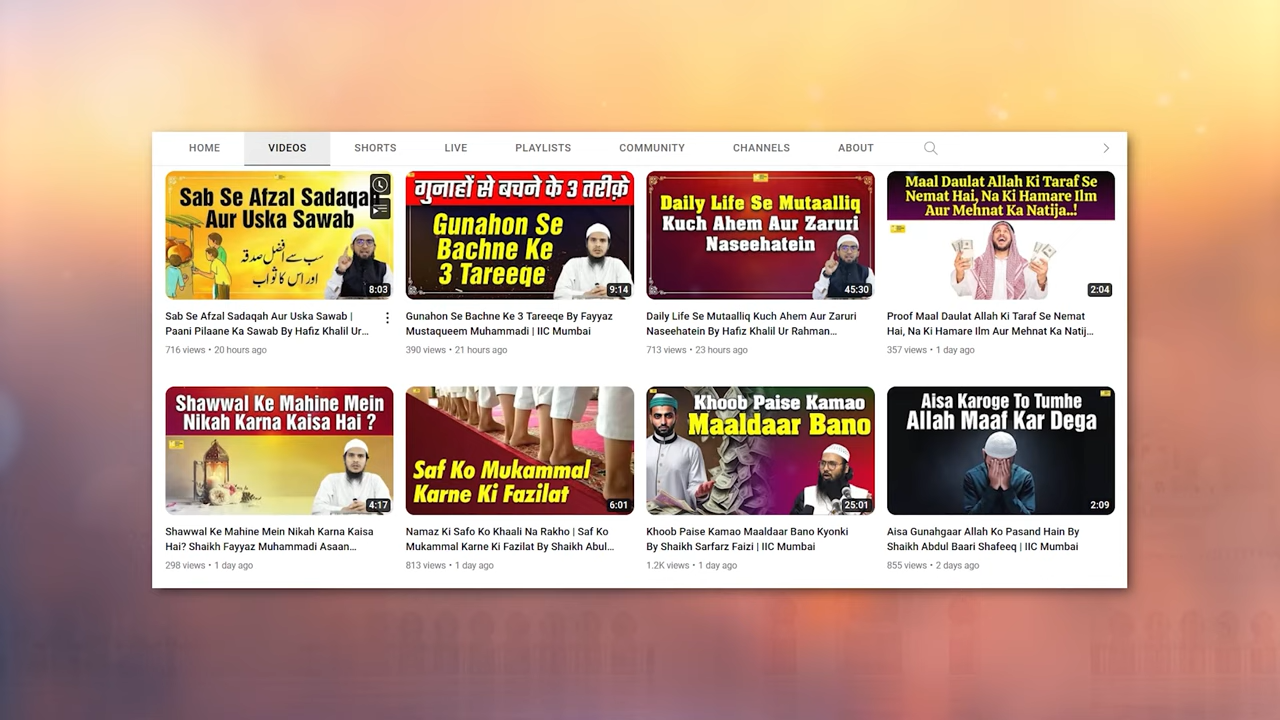 HOME VIDEOS SHORTS LIVE PLAYLISTS COMMUNITY CHANNELS ABOUT
Sab Se Afzal Sadaqah
Aur Uska Sawab
سب سے افضل صدقہ
اور اس کا ثواب
8:03
Sab Se Afzal Sadaqah Aur Uska Sawab |
Paani Pilaane Ka Sawab By Hafiz Khalil Ur...
716 views • 20 hours ago
गुनाहों से बचने के 3 तरीक़े
Gunahon Se
Bachne Ke
3 Tareeqe
9:14
Gunahon Se Bachne Ke 3 Tareeqe By Fayyaz
Mustaqueem Muhammadi | IIC Mumbai
390 views • 21 hours ago
Daily Life Se Mutaalliq
Kuch Ahem Aur Zaruri
Naseehatein
45:30
Daily Life Se Mutaalliq Kuch Ahem Aur Zaruri
Naseehatein By Hafiz Khalil Ur Rahman...
713 views • 23 hours ago
Maal Daulat Allah Ki Taraf Se
Nemat Hai, Na Ki Hamare Ilm
Aur Mehnat Ka Natija..!
2:04
Proof Maal Daulat Allah Ki Taraf Se Nemat
Hai, Na Ki Hamare Ilm Aur Mehnat Ka Natij...
357 views • 1 day ago
Shawwal Ke Mahine Mein
Nikah Karna Kaisa Hai ?
4:17
Shawwal Ke Mahine Mein Nikah Karna Kaisa
Hai? Shaikh Fayyaz Muhammadi Asaan...
298 views • 1 day ago
Saf Ko Mukammal
Karne Ki Fazilat
6:01
Namaz Ki Safo Ko Khaali Na Rakho | Saf Ko
Mukammal Karne Ki Fazilat By Shaikh Abul...
813 views • 1 day ago
Khoob Paise Kamao
Maaldaar Bano
25:01
Khoob Paise Kamao Maaldaar Bano Kyonki
By Shaikh Sarfarz Faizi | IIC Mumbai
1.2K views • 1 day ago
Aisa Karoge To Tumhe
Allah Maaf Kar Dega
2:09
Aisa Gunahgaar Allah Ko Pasand Hain By
Shaikh Abdul Baari Shafeeq | IIC Mumbai
855 views • 2 days ago